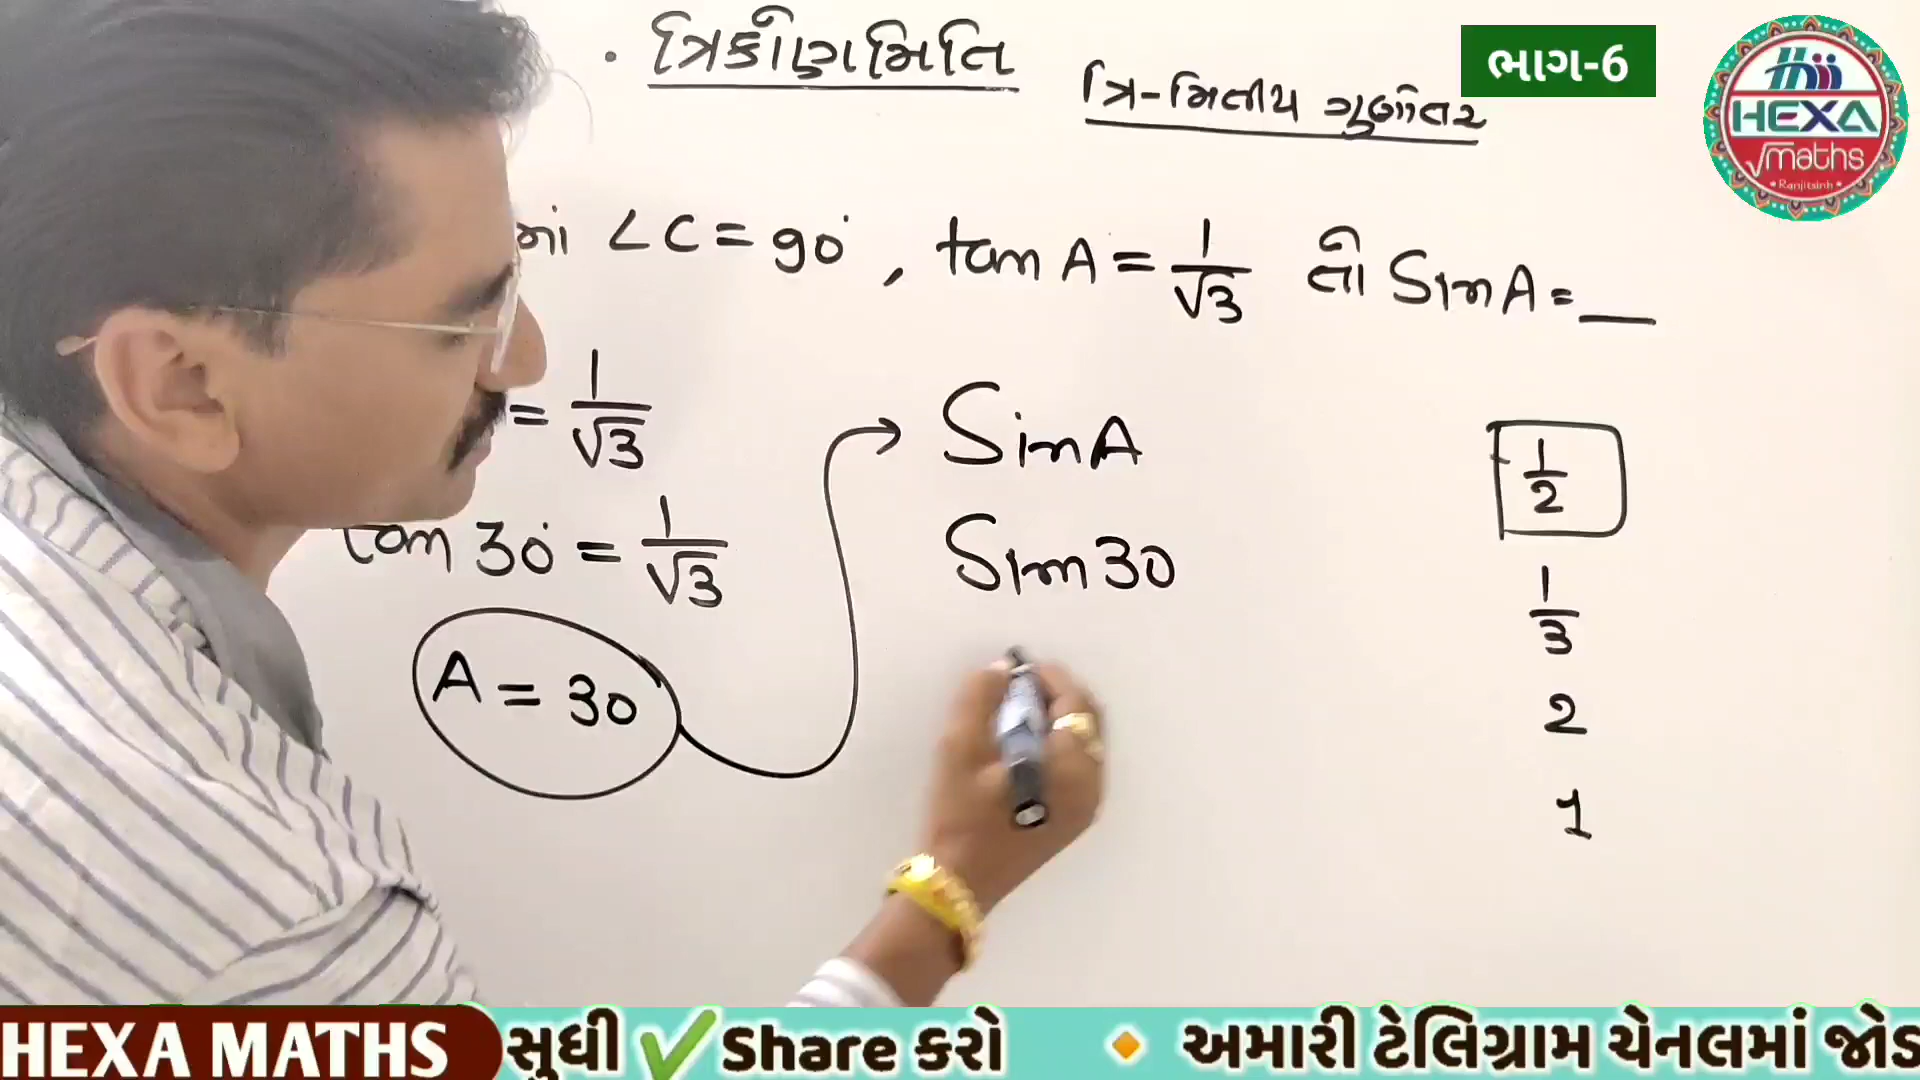 ત્રિકોણમિતિ
ત્રિ-મિતીય ગુણોત્તર
ભાગ-6
HEXA
√maths
Ranjitsinh
માં ∠C = 90°, tan A = 1/√3 તો Sin A = __
= 1/√3
Sin A
tan 30° = 1/√3
Sin 30
A = 30
1/2
1/3
2
1
HEXA MATHS સુધી ✔ Share કરો 🔸 અમારી ટેલિગ્રામ ચેનલમાં જોડ